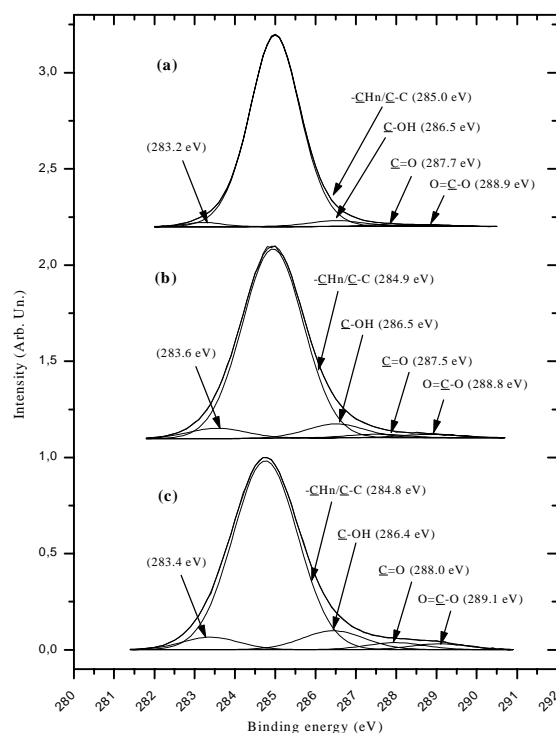 3,0
(a)
-CHn/C-C (285.0 eV)
C-OH (286.5 eV)
(283.2 eV)
C=O (287.7 eV)
O=C-O (288.9 eV)
2,5
2,0
(b)
-CHn/C-C (284.9 eV)
C-OH (286.5 eV)
(283.6 eV)
C=O (287.5 eV)
O=C-O (288.8 eV)
1,5
Intensity (Arb. Un.)
1,0
(c)
-CHn/C-C (284.8 eV)
C-OH (286.4 eV)
(283.4 eV)
C=O (288.0 eV)
O=C-O (289.1 eV)
0,5
0,0
280 281 282 283 284 285 286 287 288 289 290 291 292
Binding energy (eV)